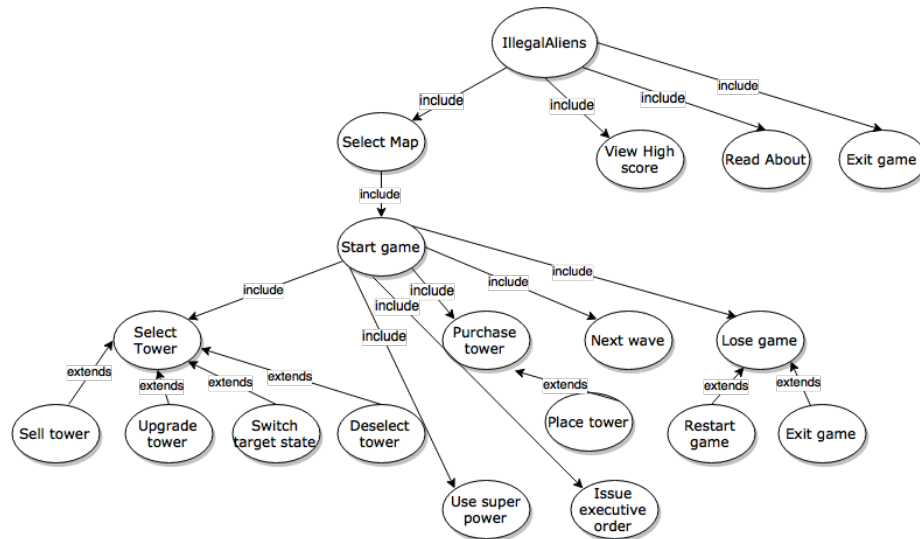 IllegalAliens
include
include
include
include
Select Map
View High
score
Read About
Exit game
include
Start game
include
include
include
include
include
include
Select
Tower
Purchase
tower
Next wave
Lose game
extends
extends
extends
extends
extends
extends
extends
Sell tower
Upgrade
tower
Switch
target state
Deselect
tower
Place tower
Restart
game
Exit game
Use super
power
Issue
executive
order